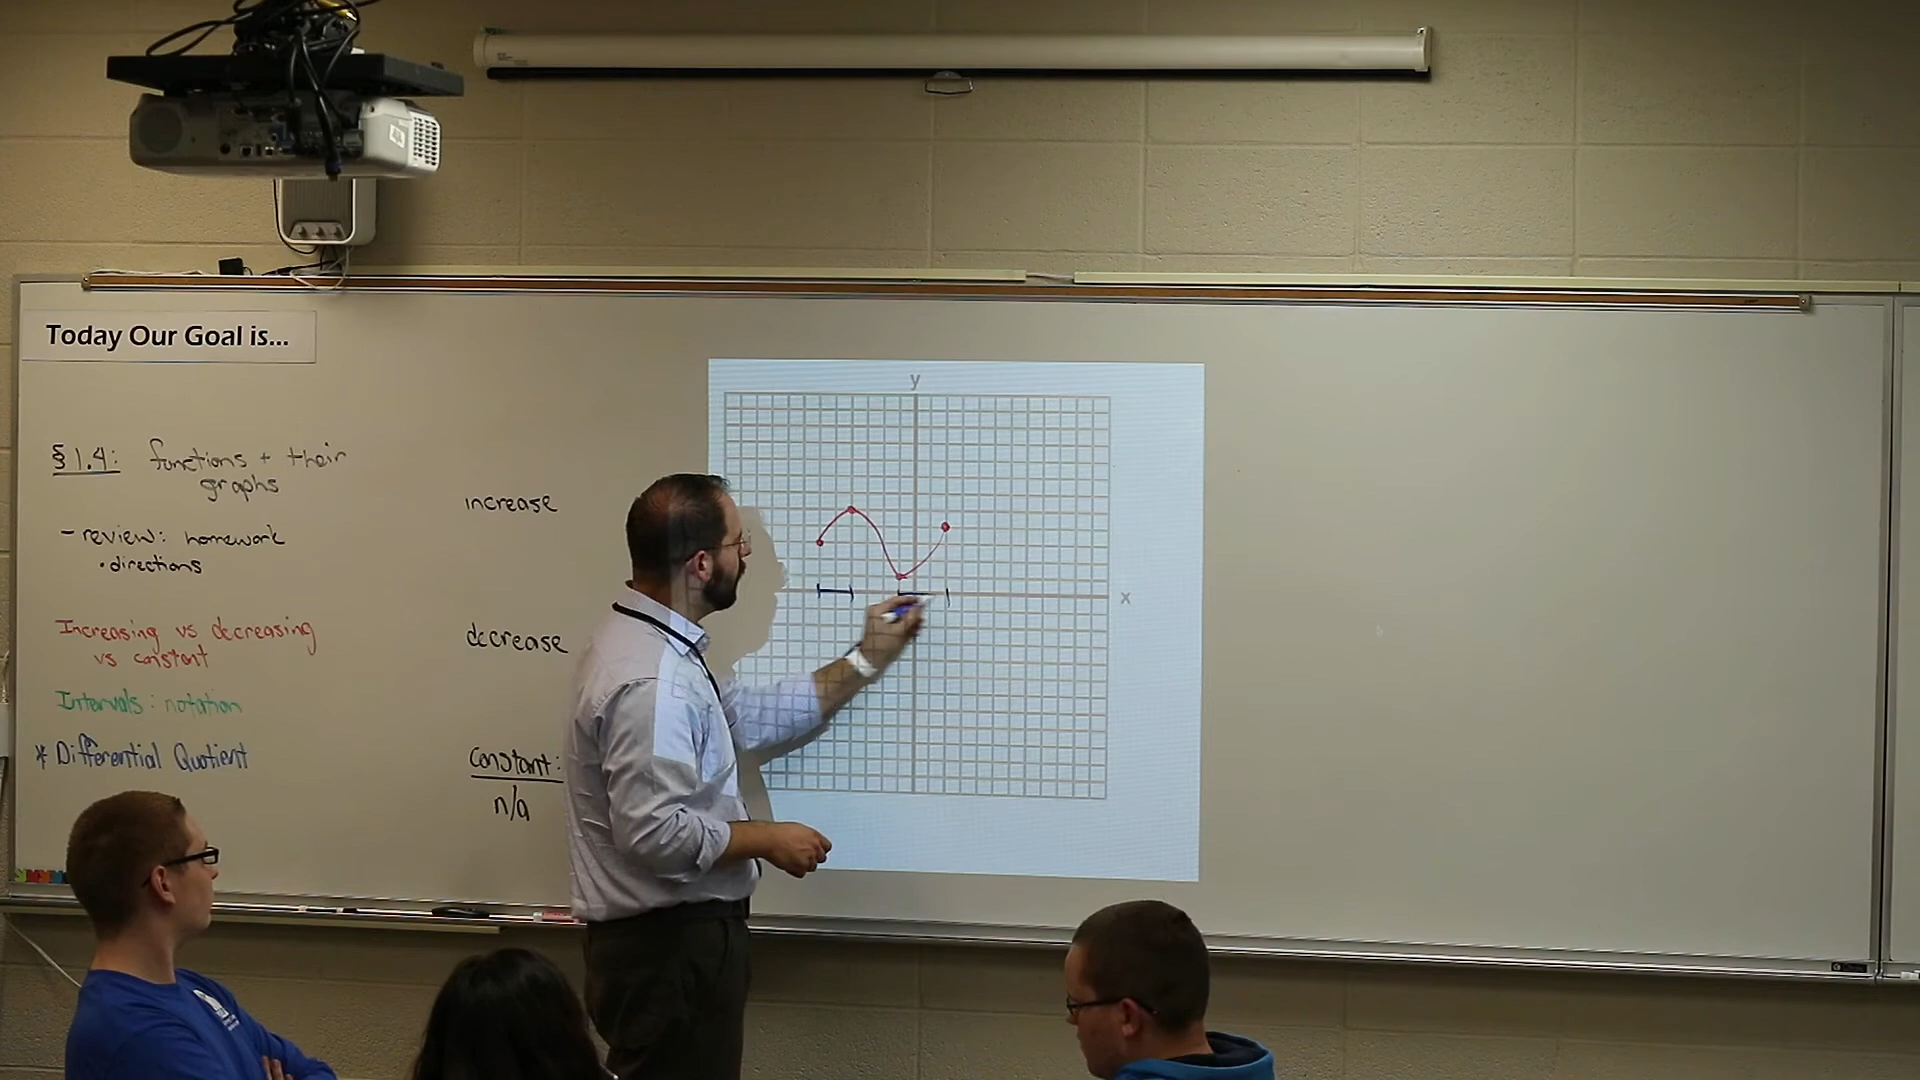 Today Our Goal is...
§1.4: functions + their
graphs
- review: homework
• directions
Increasing vs decreasing
vs constant
Intervals: notation
* Differential Quotient
increase
decrease
Constant:
n/a
y
x